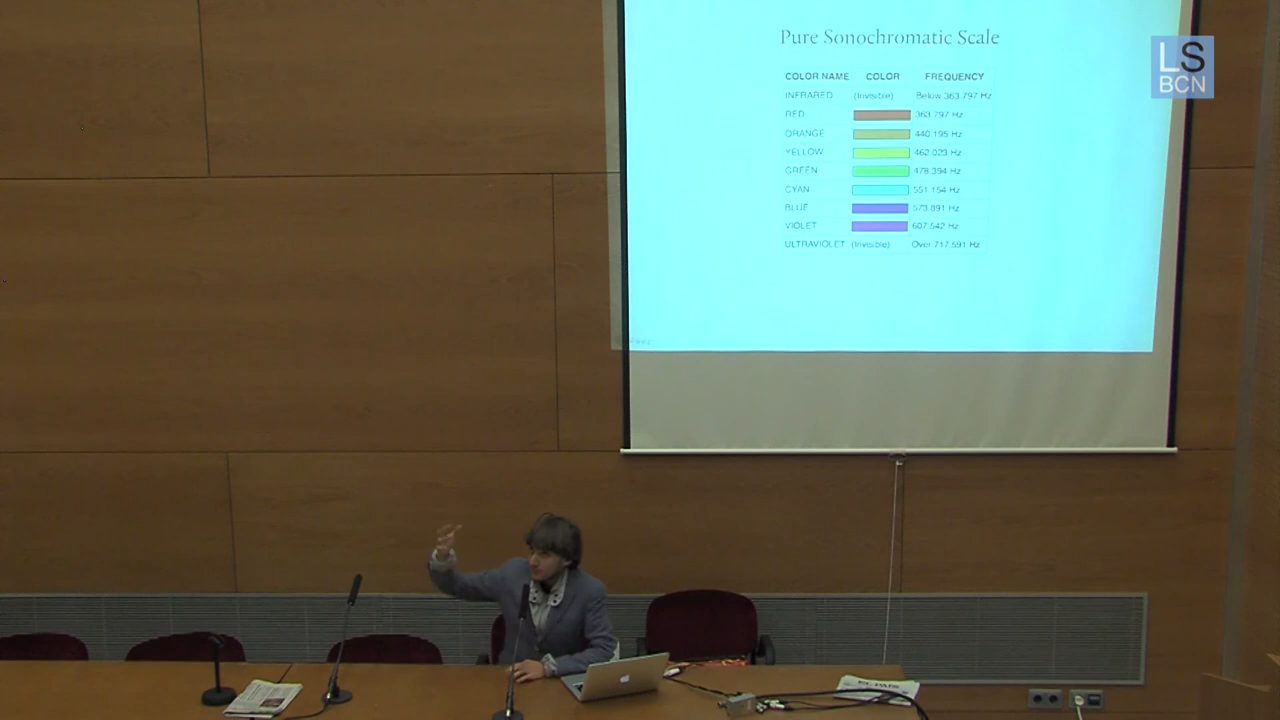 Pure Sonochromatic Scale
LS
BCN
COLOR NAME COLOR FREQUENCY
INFRARED (Invisible) Below 363.797 Hz
RED 363.797 Hz
ORANGE 440.195 Hz
YELLOW 462.023 Hz
GREEN 478.394 Hz
CYAN 551.154 Hz
BLUE 573.891 Hz
VIOLET 607.542 Hz
ULTRAVIOLET (Invisible) Over 717.591 Hz
EL PAÍS